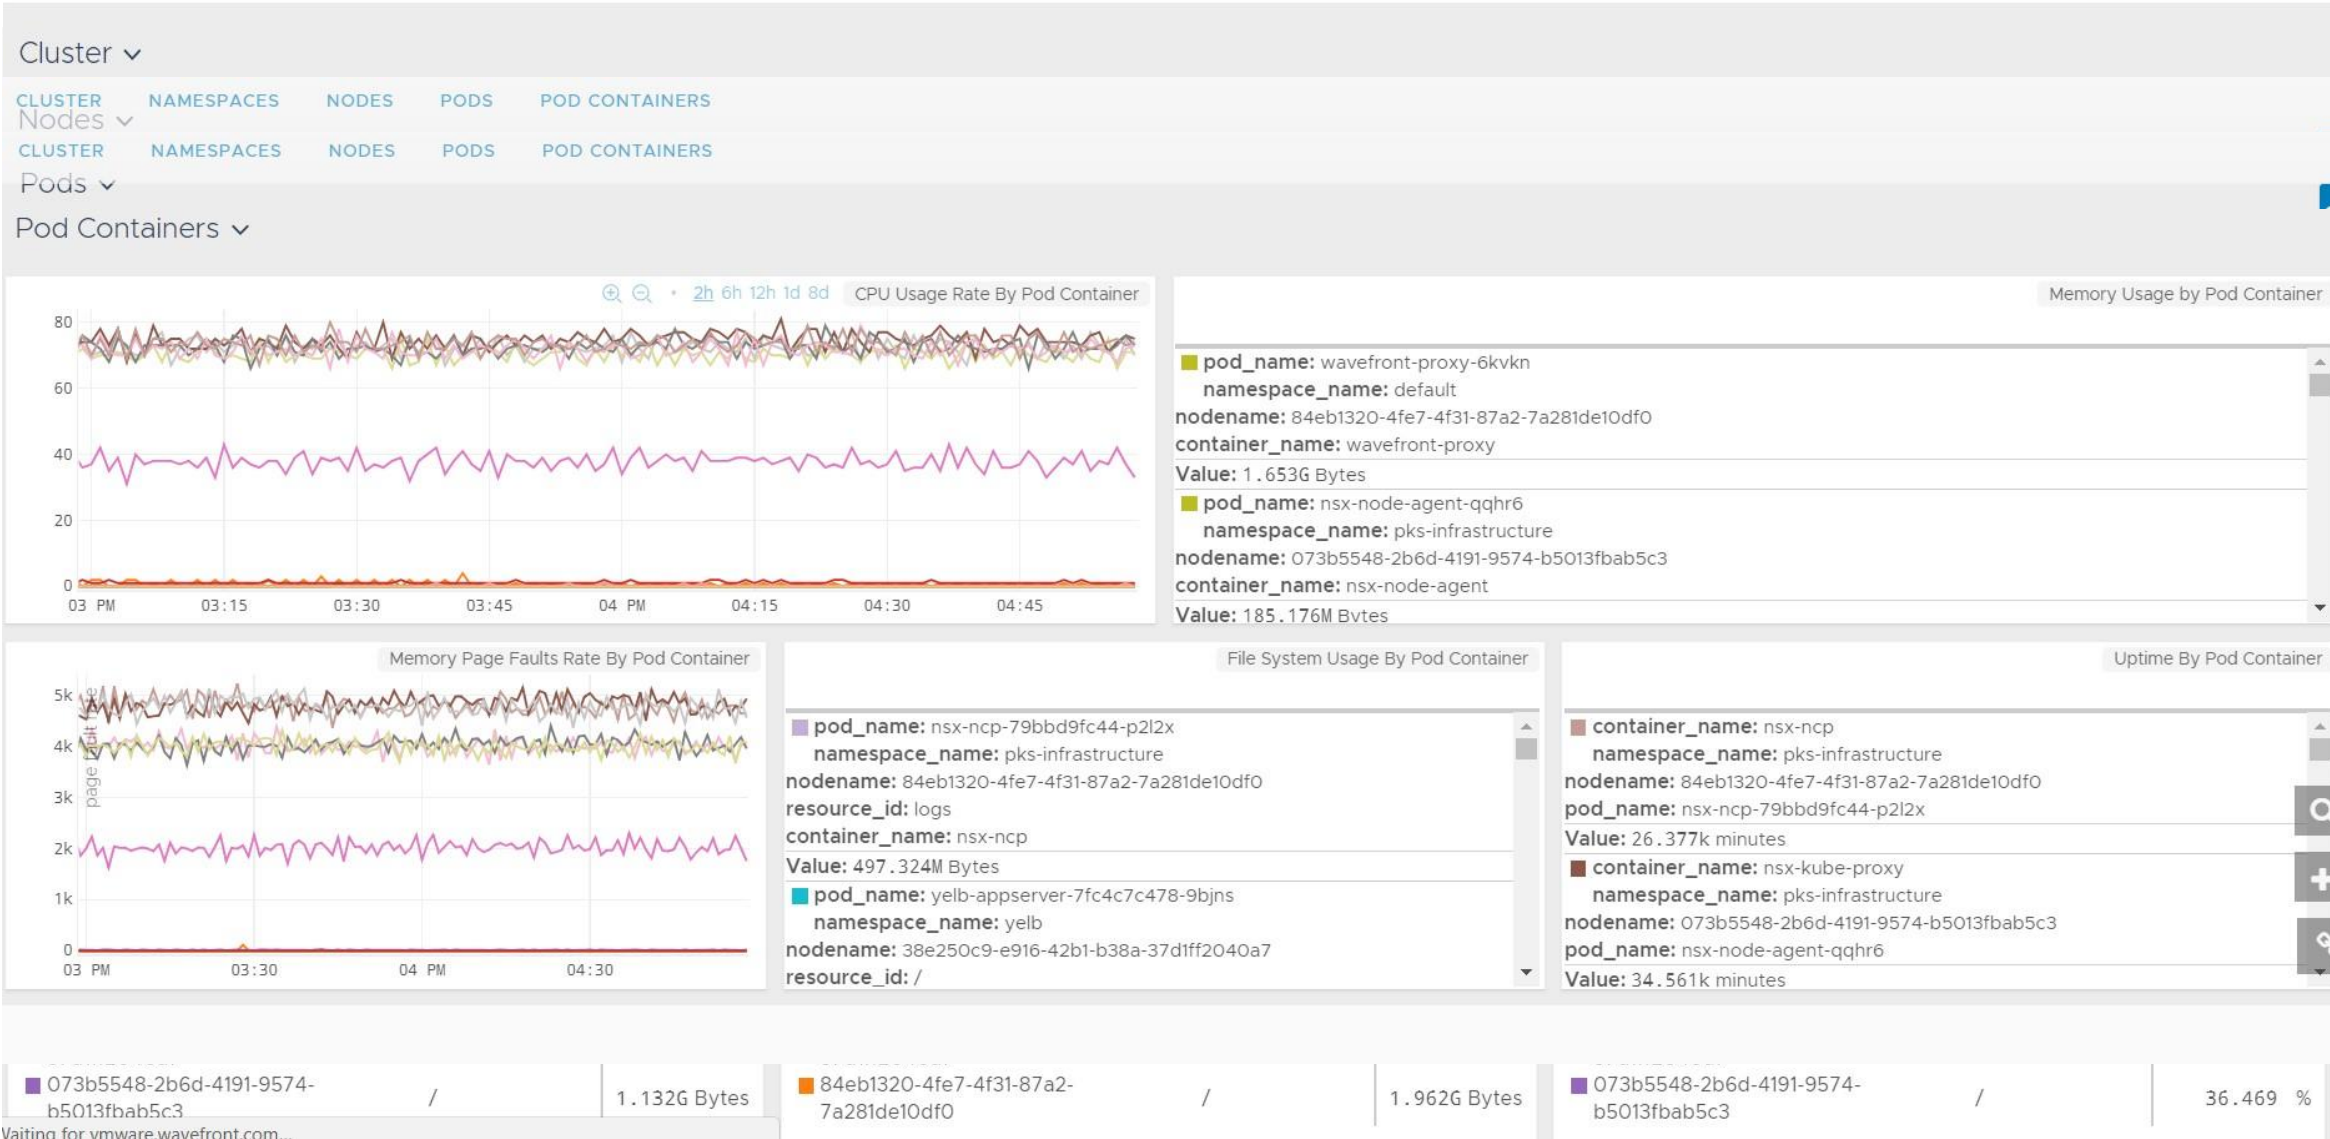 Cluster
CLUSTER NAMESPACES NODES PODS POD CONTAINERS
Nodes
CLUSTER NAMESPACES NODES PODS POD CONTAINERS
Pods
Pod Containers
2h 6h 12h 1d 8d CPU Usage Rate By Pod Container
80
60
40
20
0
03 PM 03:15 03:30 03:45 04 PM 04:15 04:30 04:45
Memory Usage by Pod Container
pod_name: wavefront-proxy-6kvkn
namespace_name: default
nodename: 84eb1320-4fe7-4f31-87a2-7a281de10df0
container_name: wavefront-proxy
Value: 1.653G Bytes
pod_name: nsx-node-agent-qqhr6
namespace_name: pks-infrastructure
nodename: 073b5548-2b6d-4191-9574-b5013fbab5c3
container_name: nsx-node-agent
Value: 185.176M Bytes
Memory Page Faults Rate By Pod Container
5k
4k
3k
2k
1k
0
03 PM 03:30 04 PM 04:30
File System Usage By Pod Container
pod_name: nsx-ncp-79bbd9fc44-p2l2x
namespace_name: pks-infrastructure
nodename: 84eb1320-4fe7-4f31-87a2-7a281de10df0
resource_id: logs
container_name: nsx-ncp
Value: 497.324M Bytes
pod_name: yelb-appserver-7fc4c7c478-9bjns
namespace_name: yelb
nodename: 38e250c9-e916-42b1-b38a-37d1ff2040a7
resource_id: /
Uptime By Pod Container
container_name: nsx-ncp
namespace_name: pks-infrastructure
nodename: 84eb1320-4fe7-4f31-87a2-7a281de10df0
pod_name: nsx-ncp-79bbd9fc44-p2l2x
Value: 26.377k minutes
container_name: nsx-kube-proxy
namespace_name: pks-infrastructure
nodename: 073b5548-2b6d-4191-9574-b5013fbab5c3
pod_name: nsx-node-agent-qqhr6
Value: 34.561k minutes
073b5548-2b6d-4191-9574-
b5013fbab5c3
/ 1.132G Bytes
84eb1320-4fe7-4f31-87a2-
7a281de10df0
/ 1.962G Bytes
073b5548-2b6d-4191-9574-
b5013fbab5c3
/ 36.469 %
Waiting for vmware.wavefront.com...